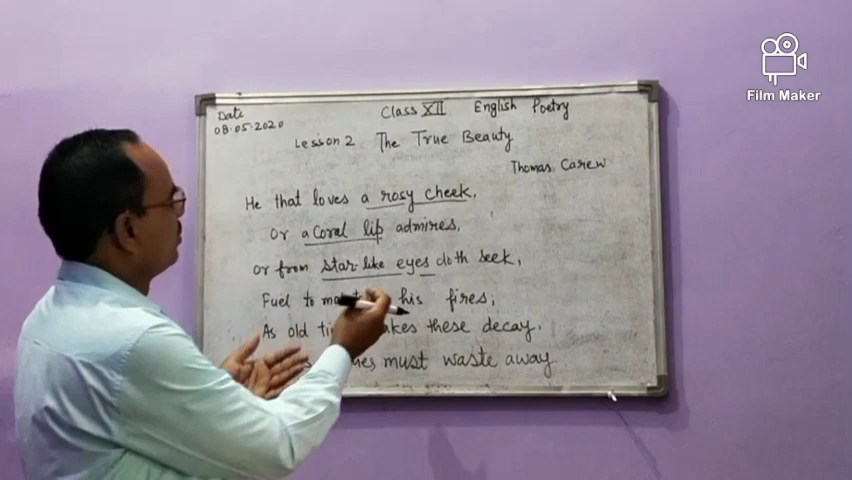 Film Maker
Date
08.05.2020
Class XII English Poetry
Lesson 2 The True Beauty
Thomas Carew
He that loves a rosy cheek,
Or a Coral lip admires,
Or from star-like eyes doth seek,
Fuel to his fires;
As old these decay,
must waste away